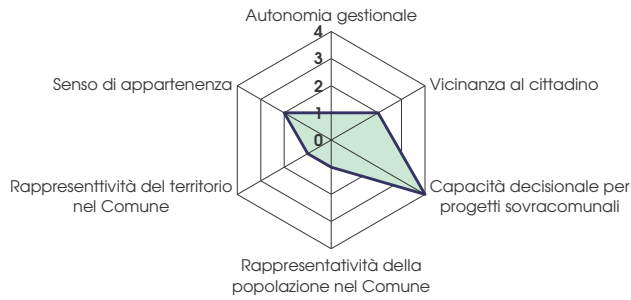 Autonomia gestionale
4
3
2
1
0
Senso di appartenenza
Vicinanza al cittadino
Rappresenttività del territorio
nel Comune
Capacità decisionale per
progetti sovracomunali
Rappresentatività della
popolazione nel Comune